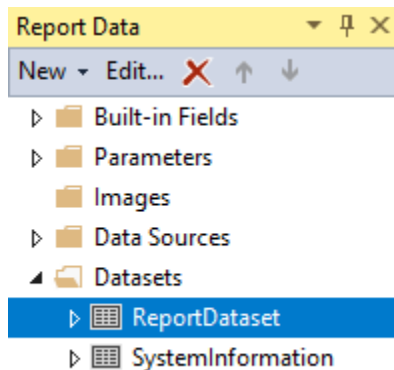 Report Data
New Edit...
Built-in Fields
Parameters
Images
Data Sources
Datasets
ReportDataset
SystemInformation